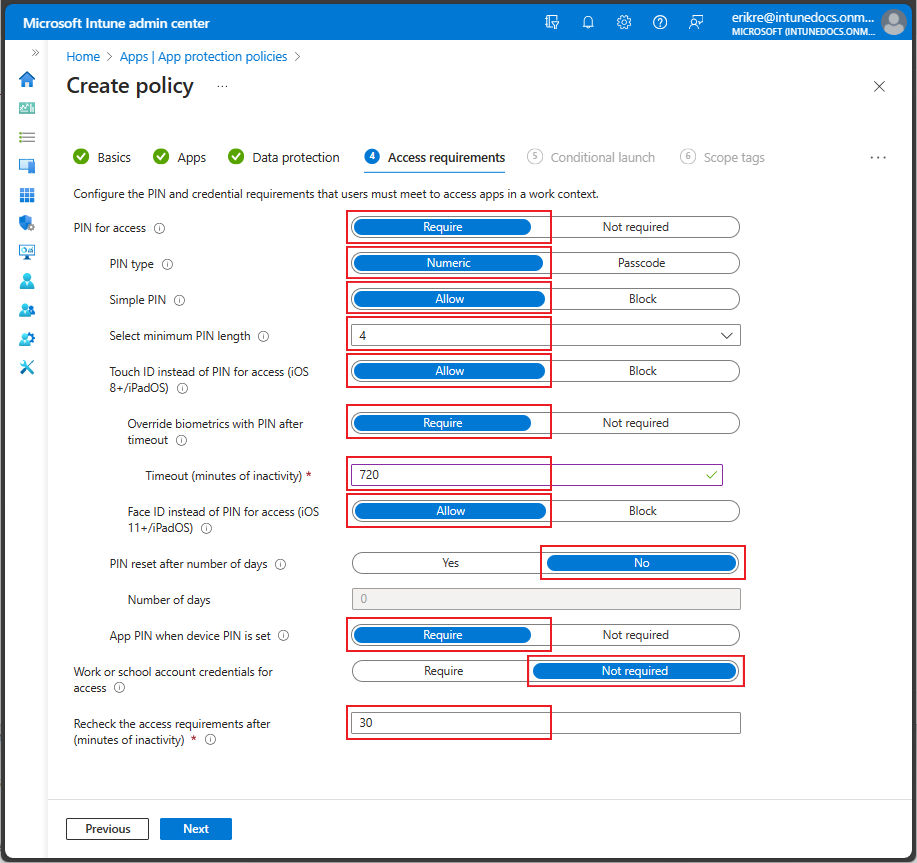 Microsoft Intune admin center
erikre@intunedocs.onm...
MICROSOFT (INTUNEDOCS.ONM...
Home > Apps | App protection policies >
Create policy ...
Basics
Apps
Data protection
4 Access requirements
5 Conditional launch
6 Scope tags
...
Configure the PIN and credential requirements that users must meet to access apps in a work context.
PIN for access
Require
Not required
PIN type
Numeric
Passcode
Simple PIN
Allow
Block
Select minimum PIN length
4
Touch ID instead of PIN for access (iOS
8+/iPadOS)
Allow
Block
Override biometrics with PIN after
timeout
Require
Not required
Timeout (minutes of inactivity) *
720
Face ID instead of PIN for access (iOS
11+/iPadOS)
Allow
Block
PIN reset after number of days
Yes
No
Number of days
0
App PIN when device PIN is set
Require
Not required
Work or school account credentials for
access
Require
Not required
Recheck the access requirements after
(minutes of inactivity) *
30
Previous
Next